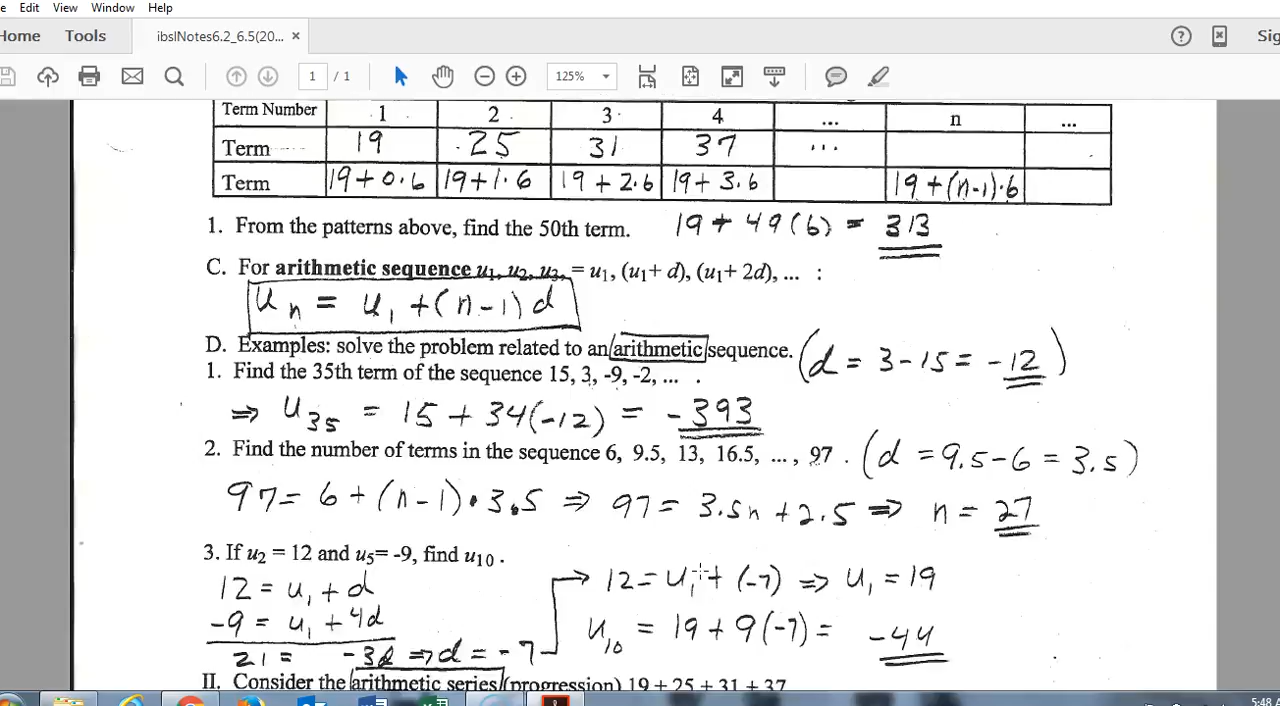 e Edit View Window Help
Home Tools ibslNotes6.2_6.5(20... × Sig
1 / 1 125%
Term Number 1 2 3 4 ... n ...
Term 19 25 31 37 ...
Term 19+0·6 19+1·6 19+2·6 19+3·6 19+(n-1)·6
1. From the patterns above, find the 50th term. 19+49(6) = 313
C. For arithmetic sequence u1, u2, u3, = u1, (u1+ d), (u1+ 2d), ... :
un = u1 +(n-1)d
D. Examples: solve the problem related to an arithmetic sequence. (d = 3-15 = -12)
1. Find the 35th term of the sequence 15, 3, -9, -2, ... .
⇒ u35 = 15 + 34(-12) = -393
2. Find the number of terms in the sequence 6, 9.5, 13, 16.5, ... , 97 . (d = 9.5-6 = 3.5)
97 = 6 + (n-1)·3.5 ⇒ 97 = 3.5n +2.5 ⇒ n = 27
3. If u2 = 12 and u5= -9, find u10 .
12 = u1 + d → 12 = u1 + (-7) ⇒ u1 = 19
-9 = u1 + 4d u10 = 19 + 9(-7) = -44
21 = -3d ⇒ d = -7
II. Consider the arithmetic series (progression) 19 + 25 + 31 + 37
5:48 A